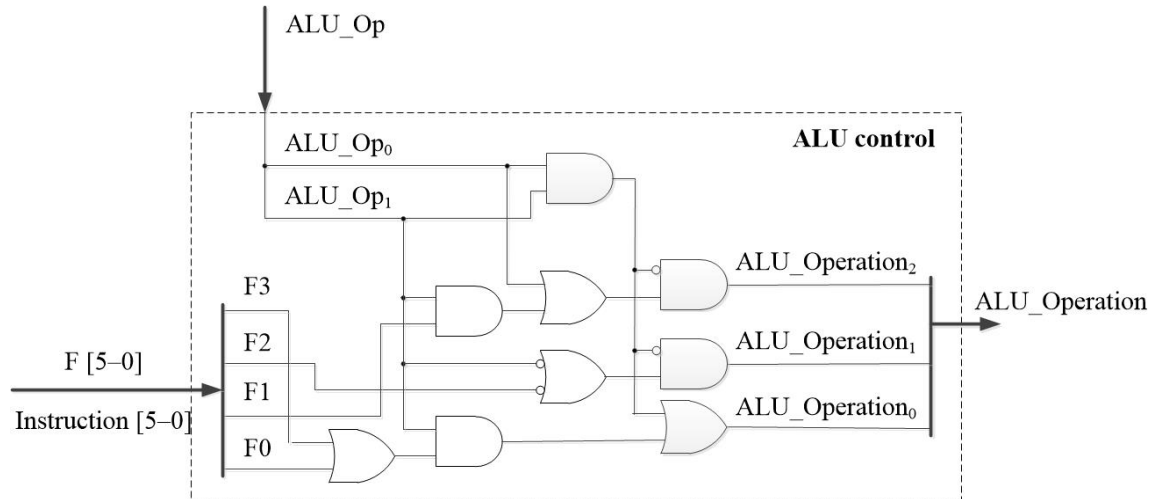 ALU_Op
ALU control
ALU_Op₀
ALU_Op₁
ALU_Operation₂
F3
ALU_Operation
F2
ALU_Operation₁
F [5–0]
F1
Instruction [5–0]
ALU_Operation₀
F0